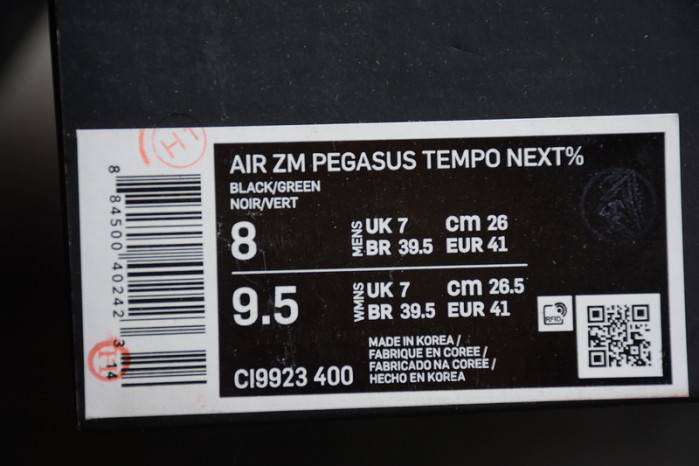 AIR ZM PEGASUS TEMPO NEXT%
BLACK/GREEN
NOIR/VERT
8
MENS
UK 7 cm 26
BR 39.5 EUR 41
9.5
WMNS
UK 7 cm 26.5
BR 39.5 EUR 41
CI9923 400
MADE IN KOREA /
FABRIQUE EN COREE /
FABRICADO NA COREE /
HECHO EN KOREA
RFID
8 84500 40242 3 14
H1
H